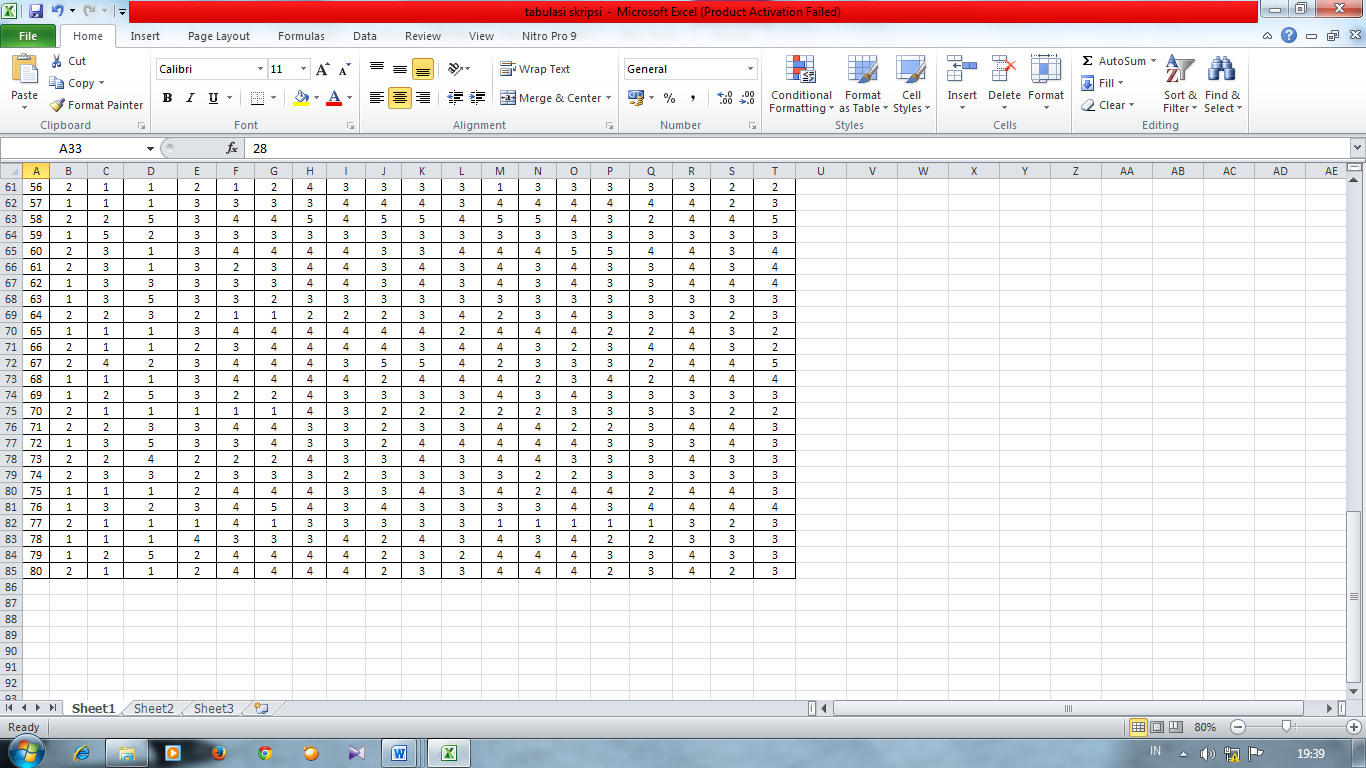 tabulasi skripsi - Microsoft Excel (Product Activation Failed)
File Home Insert Page Layout Formulas Data Review View Nitro Pro 9
Paste Cut Copy Format Painter Clipboard
Calibri 11 B I U Font
Wrap Text Merge & Center Alignment
General % , Number
Conditional Formatting Format as Table Cell Styles Styles
Insert Delete Format Cells
AutoSum Fill Clear Sort & Filter Find & Select Editing
A33 fx 28
A B C D E F G H I J K L M N O P Q R S T U V W X Y Z AA AB AC AD AE
61 56 2 1 1 2 1 2 4 3 3 3 3 1 3 3 3 3 3 2 2
62 57 1 1 1 3 3 3 3 4 4 4 3 4 4 4 4 4 4 2 3
63 58 2 2 5 3 4 4 5 4 5 5 4 5 5 4 3 2 4 4 5
64 59 1 5 2 3 3 3 3 3 3 3 3 3 3 3 3 3 3 3 3
65 60 2 3 1 3 4 4 4 4 3 3 4 4 4 5 5 4 4 3 4
66 61 2 3 1 3 2 3 4 4 3 4 3 4 3 4 3 3 4 3 4
67 62 1 3 3 3 3 3 4 4 3 4 3 4 3 4 3 3 4 4 4
68 63 1 3 5 3 3 2 3 3 3 3 3 3 3 3 3 3 3 3 3
69 64 2 2 3 2 1 1 2 2 2 3 4 2 3 4 3 3 3 2 3
70 65 1 1 1 3 4 4 4 4 4 4 2 4 4 4 2 2 4 3 2
71 66 2 1 1 2 3 4 4 4 4 3 4 4 3 2 3 4 4 3 2
72 67 2 4 2 3 4 4 4 3 5 5 4 2 3 3 3 2 4 4 5
73 68 1 1 1 3 4 4 4 4 2 4 4 4 2 3 4 2 4 4 4
74 69 1 2 5 3 2 2 4 3 3 3 3 4 3 4 3 3 3 3 3
75 70 2 1 1 1 1 1 4 3 2 2 2 2 2 3 3 3 3 2 2
76 71 2 2 3 3 4 4 3 3 2 3 3 4 4 2 2 3 4 4 3
77 72 1 3 5 3 3 4 3 3 2 4 4 4 4 4 3 3 3 4 3
78 73 2 2 4 2 2 2 4 3 3 4 3 4 4 3 3 3 4 3 3
79 74 2 3 3 2 3 3 3 2 3 3 3 3 2 2 3 3 3 3 3
80 75 1 1 1 2 4 4 4 3 3 4 3 4 2 4 4 2 4 4 3
81 76 1 3 2 3 4 5 4 3 4 3 3 3 3 4 3 4 4 4 4
82 77 2 1 1 1 4 1 3 3 3 3 3 1 1 1 1 1 3 2 3
83 78 1 1 1 4 3 3 3 4 2 4 3 4 3 4 2 2 3 3 3
84 79 1 2 5 2 4 4 4 4 2 3 2 4 4 4 3 3 4 3 3
85 80 2 1 1 2 4 4 4 4 2 3 3 4 4 4 2 3 4 2 3
86
87
88
89
90
91
92
93
Sheet1 Sheet2 Sheet3
Ready 80%
IN 19:39